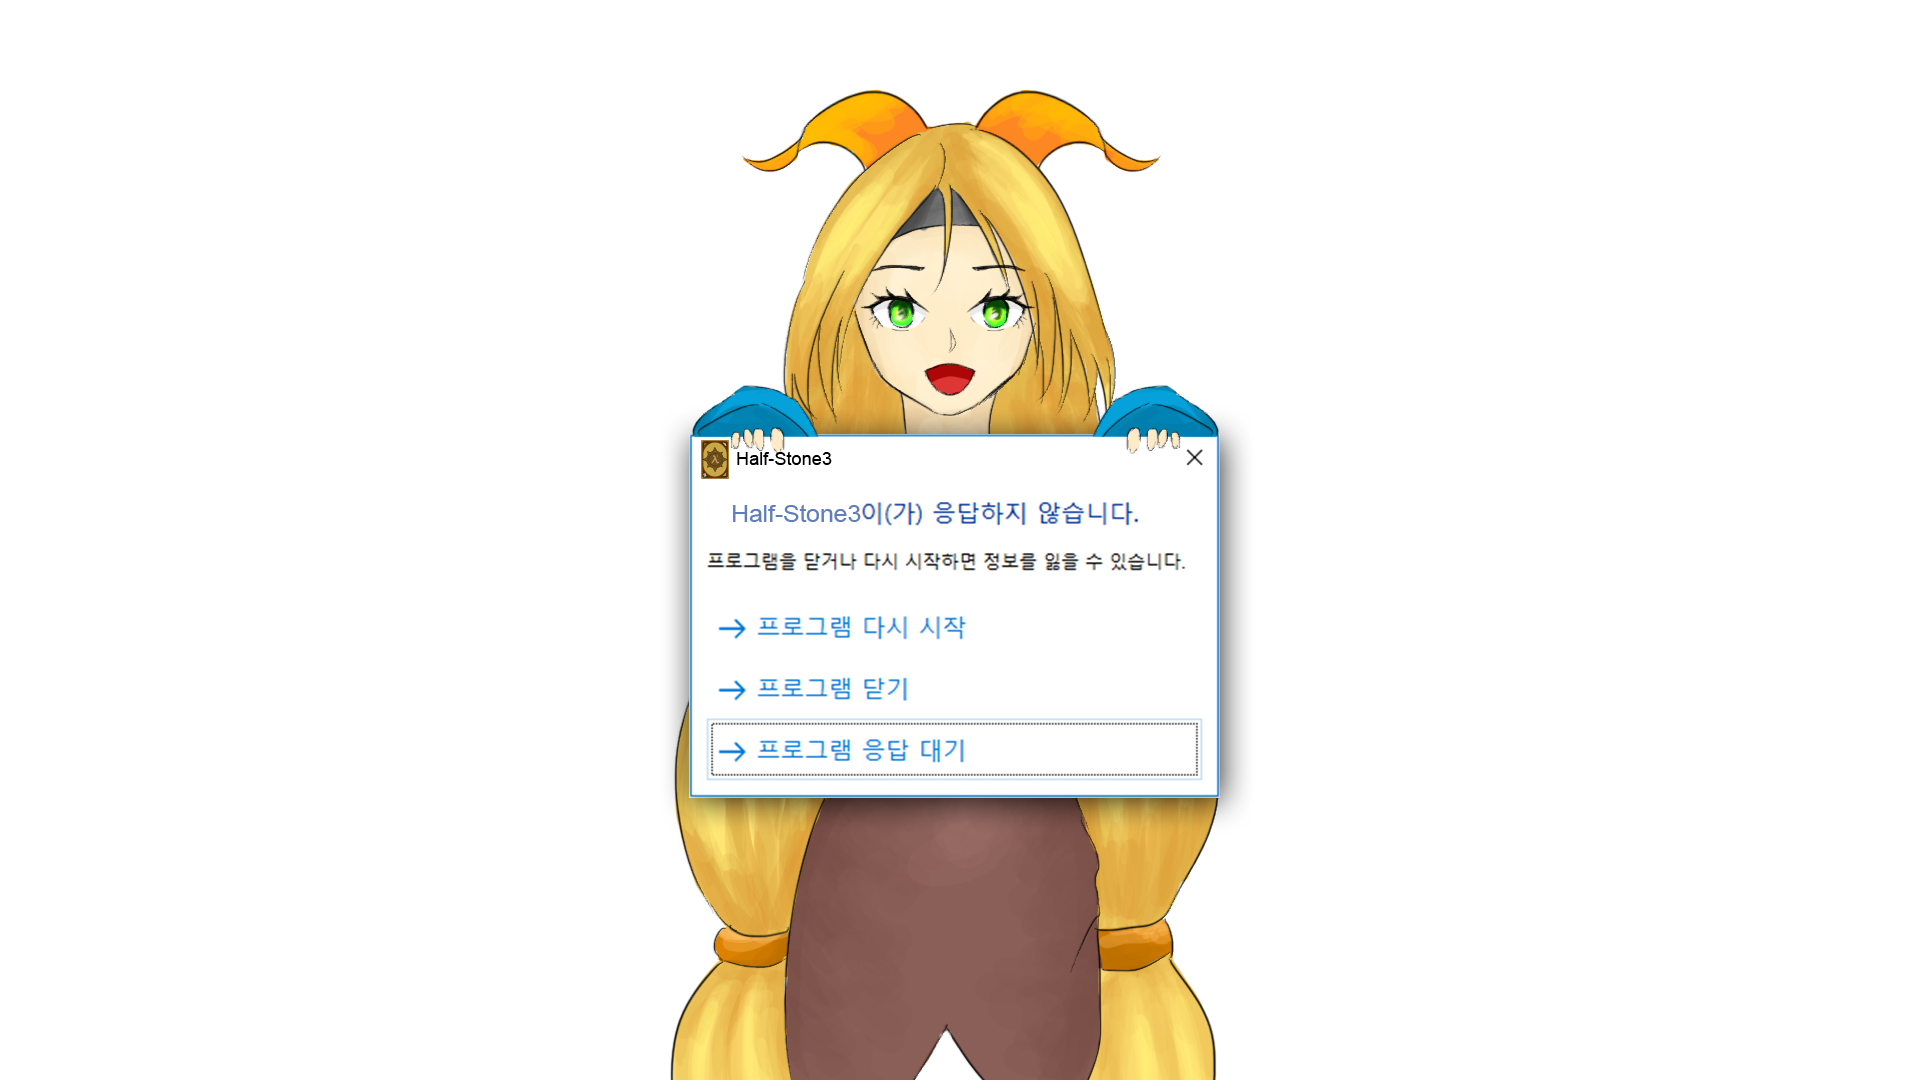 Half-Stone3
Half-Stone3이(가) 응답하지 않습니다.
프로그램을 닫거나 다시 시작하면 정보를 잃을 수 있습니다.
프로그램 다시 시작
프로그램 닫기
프로그램 응답 대기